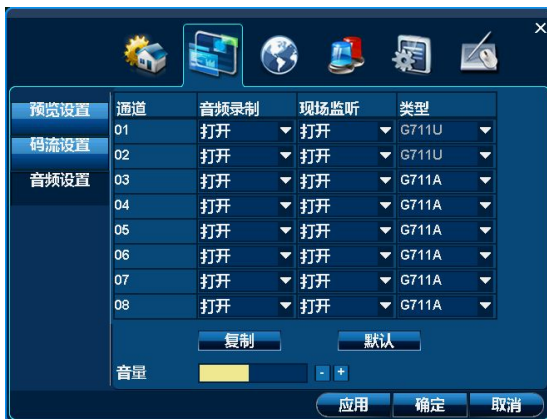 ×
预览设置
码流设置
音频设置
通道 音频录制 现场监听 类型
01 打开 打开 G711U
02 打开 打开 G711U
03 打开 打开 G711A
04 打开 打开 G711A
05 打开 打开 G711A
06 打开 打开 G711A
07 打开 打开 G711A
08 打开 打开 G711A
复制 默认
音量 - +
应用 确定 取消